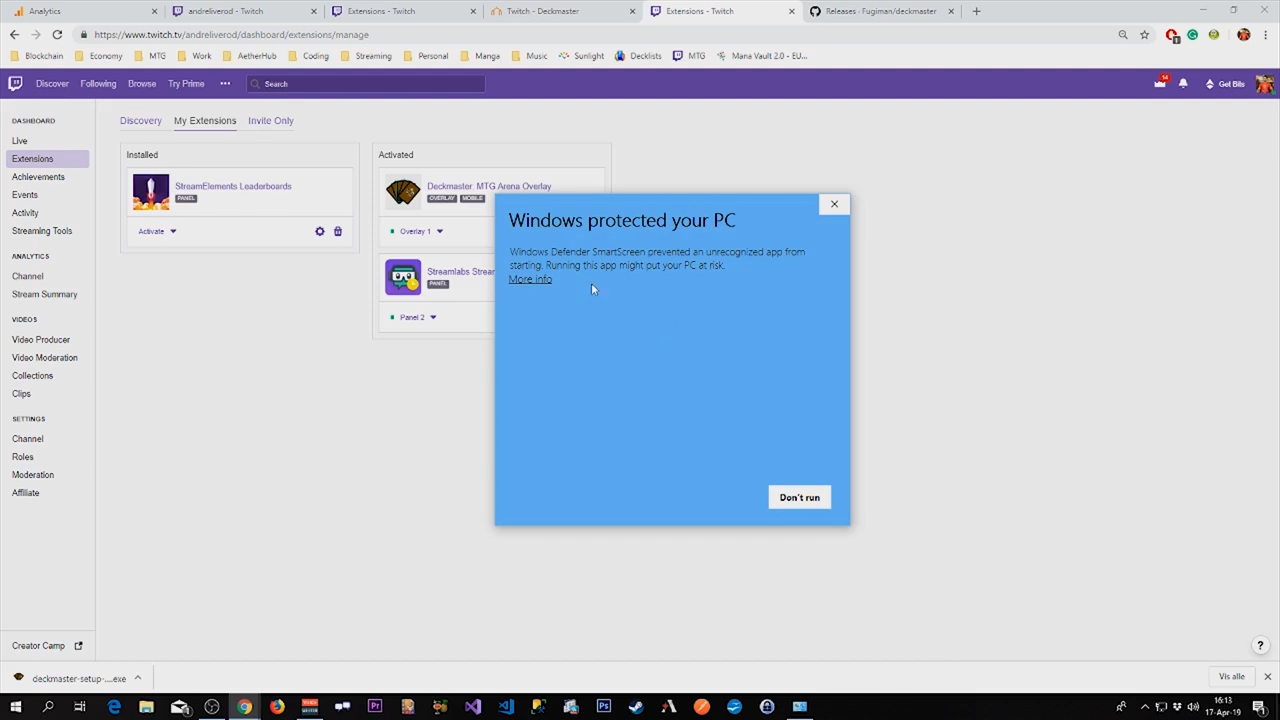 Analytics
andreliverod - Twitch
Extensions - Twitch
Twitch - Deckmaster
Extensions - Twitch
Releases · Fugiman/deckmaster
https://www.twitch.tv/andreliverod/dashboard/extensions/manage
Blockchain
Economy
MTG
Work
AetherHub
Streaming
Coding
Personal
Manga
Music
Sunlight
Decklists
MTG
Mana Vault 2.0 - EU...
Discover
Following
Browse
Try Prime
Search
14
Get Bits
DASHBOARD
Live
Extensions
Achievements
Events
Activity
Streaming Tools
ANALYTICS
Channel
Stream Summary
VIDEOS
Video Producer
Video Moderation
Collections
Clips
SETTINGS
Channel
Roles
Moderation
Affiliate
Creator Camp
Discovery
My Extensions
Invite Only
Installed
StreamElements Leaderboards
PANEL
Activate
Activated
Deckmaster: MTG Arena Overlay
OVERLAY
MOBILE
Overlay 1
Streamlabs Strea
PANEL
Panel 2
Windows protected your PC
Windows Defender SmartScreen prevented an unrecognized app from
starting. Running this app might put your PC at risk.
More info
Don't run
?
deckmaster-setup-....exe
Vis alle
16:13
17-Apr-19